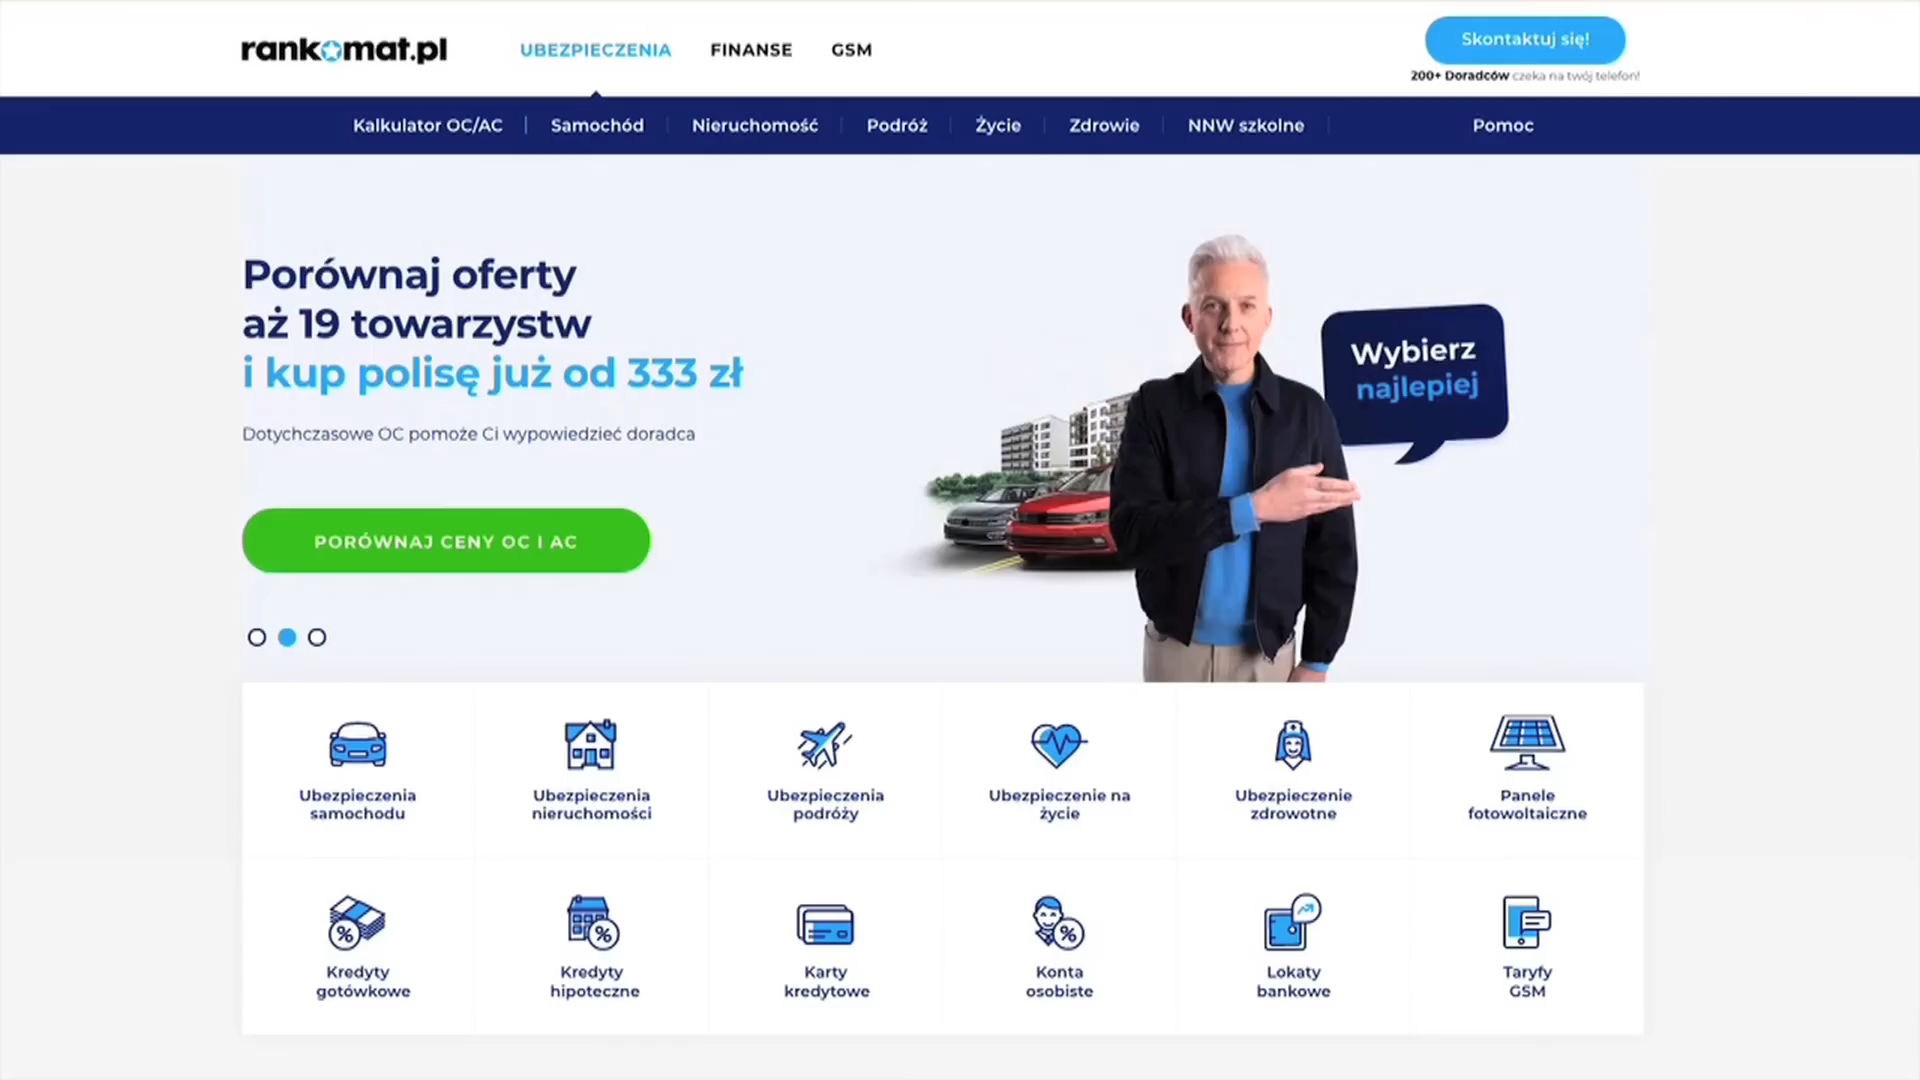 rankomat.pl
UBEZPIECZENIA FINANSE GSM
Skontaktuj się!
200+ Doradców czeka na twój telefon!
Kalkulator OC/AC Samochód Nieruchomość Podróż Życie Zdrowie NNW szkolne Pomoc
Porównaj oferty
aż 19 towarzystw
i kup polisę już od 333 zł
Dotychczasowe OC pomoże Ci wypowiedzieć doradca
PORÓWNAJ CENY OC I AC
Wybierz
najlepiej
Ubezpieczenia
samochodu
Ubezpieczenia
nieruchomości
Ubezpieczenia
podróży
Ubezpieczenie na
życie
Ubezpieczenie
zdrowotne
Panele
fotowoltaiczne
Kredyty
gotówkowe
Kredyty
hipoteczne
Karty
kredytowe
Konta
osobiste
Lokaty
bankowe
Taryfy
GSM